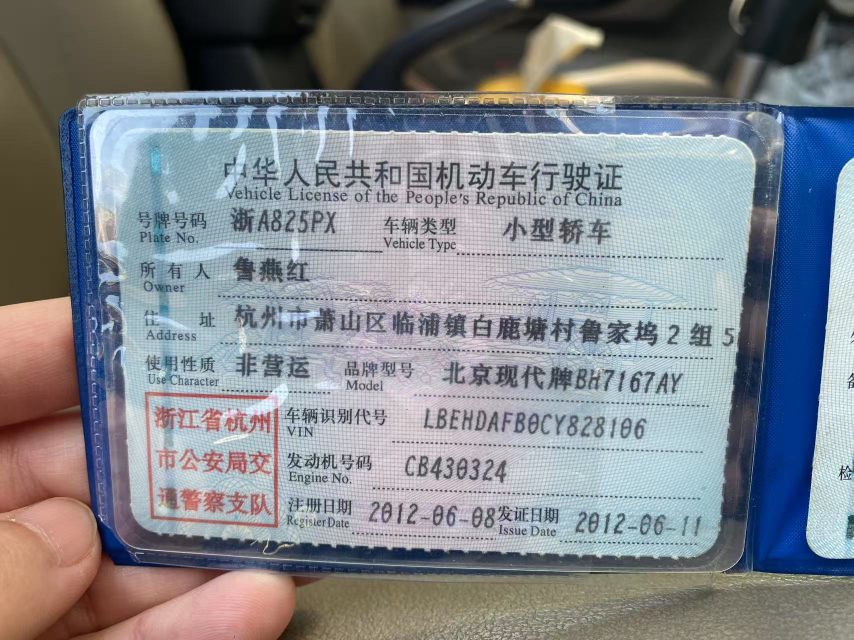 中华人民共和国机动车行驶证
Vehicle License of the People's Republic of China
号牌号码 浙A825PX 车辆类型 小型轿车
Plate No. Vehicle Type
所有人 鲁燕红
Owner
住址 杭州市萧山区临浦镇白鹿塘村鲁家坞2组5
Address
使用性质 非营运 品牌型号 北京现代牌BH7167AY
Use Character Model
浙江省杭州
市公安局交
通警察支队
车辆识别代号 LBEHDAFB0CY828106
VIN
发动机号码 CB430324
Engine No.
注册日期 2012-06-08 发证日期 2012-06-11
Register Date Issue Date